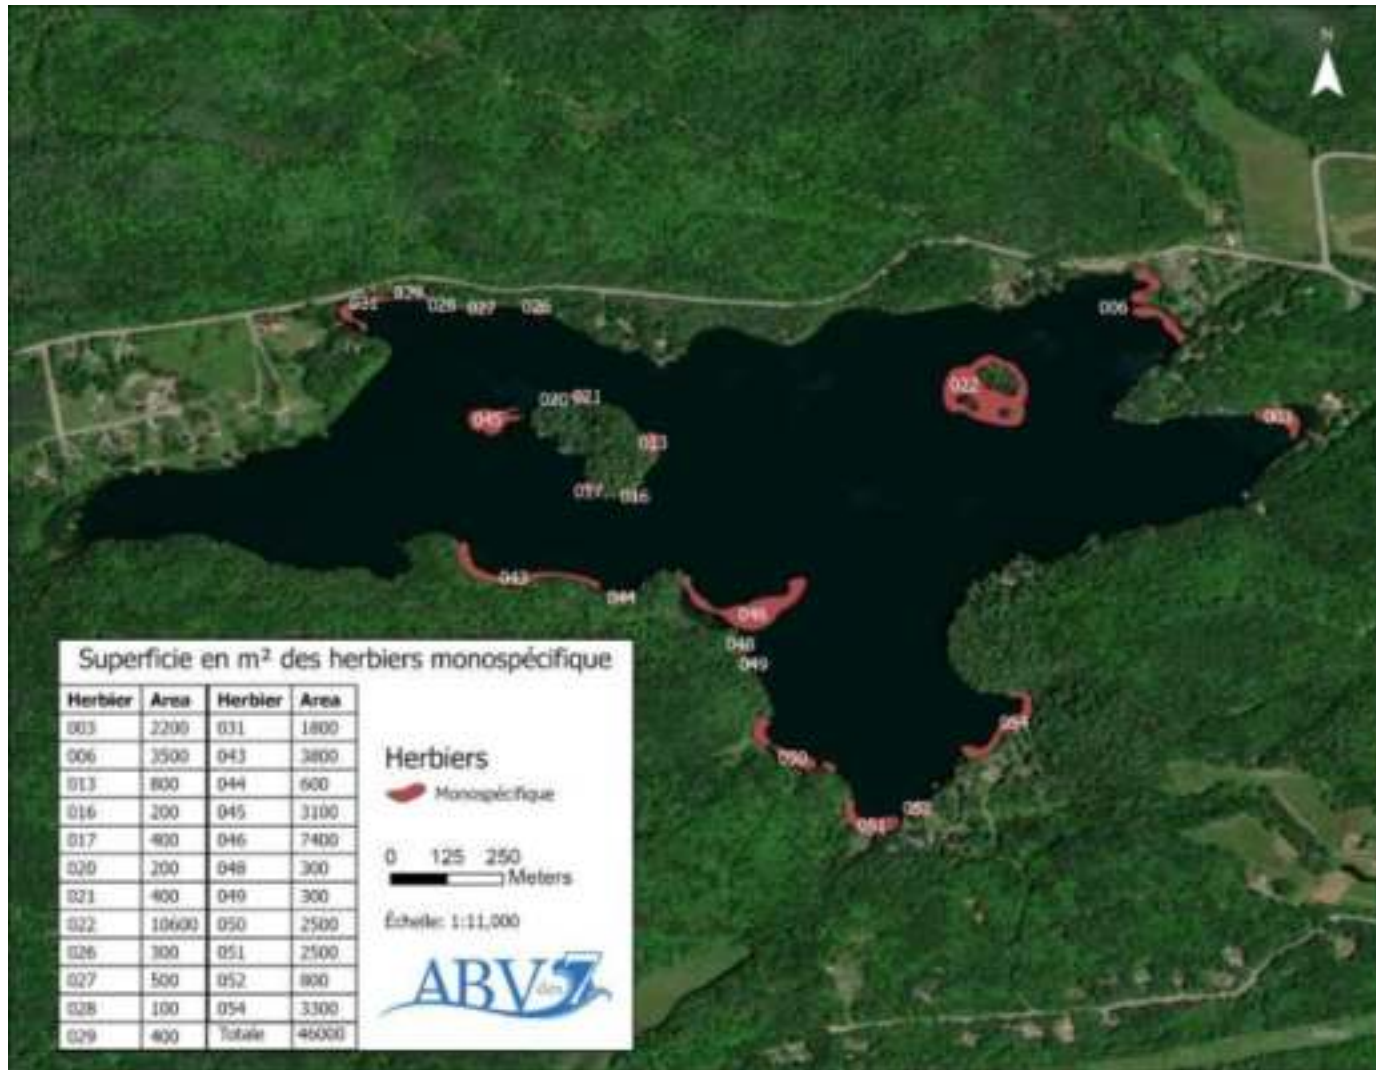 N
031 029
028 027 026
006
022
045 020 021
003
013
017 016
043
044
046
048
049
054
050
052
051
Superficie en m² des herbiers monospécifique
Herbier Area Herbier Area
003 2200 031 1800
006 3500 043 3800
013 800 044 600
016 200 045 3100
017 400 046 7400
020 200 048 300
021 400 049 300
022 10600 050 2500
026 300 051 2500
027 500 052 800
028 100 054 3300
029 400 Totale 46000
Herbiers
Monospécifique
0 125 250
Meters
Échelle: 1:11,000
ABV des 7